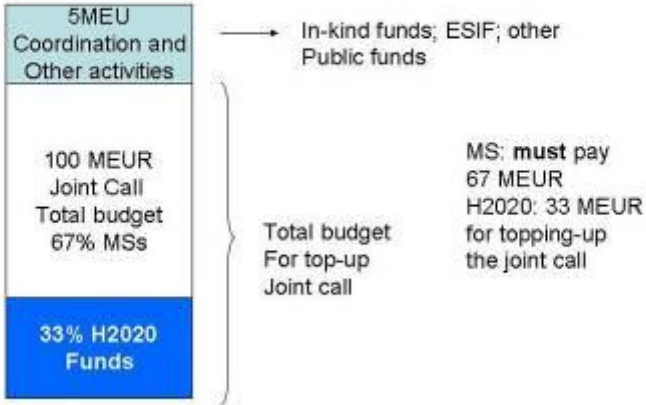 5MEU
Coordination and
Other activities
In-kind funds; ESIF; other
Public funds
100 MEUR
Joint Call
Total budget
67% MSs
33% H2020
Funds
Total budget
For top-up
Joint call
MS: must pay
67 MEUR
H2020: 33 MEUR
for topping-up
the joint call